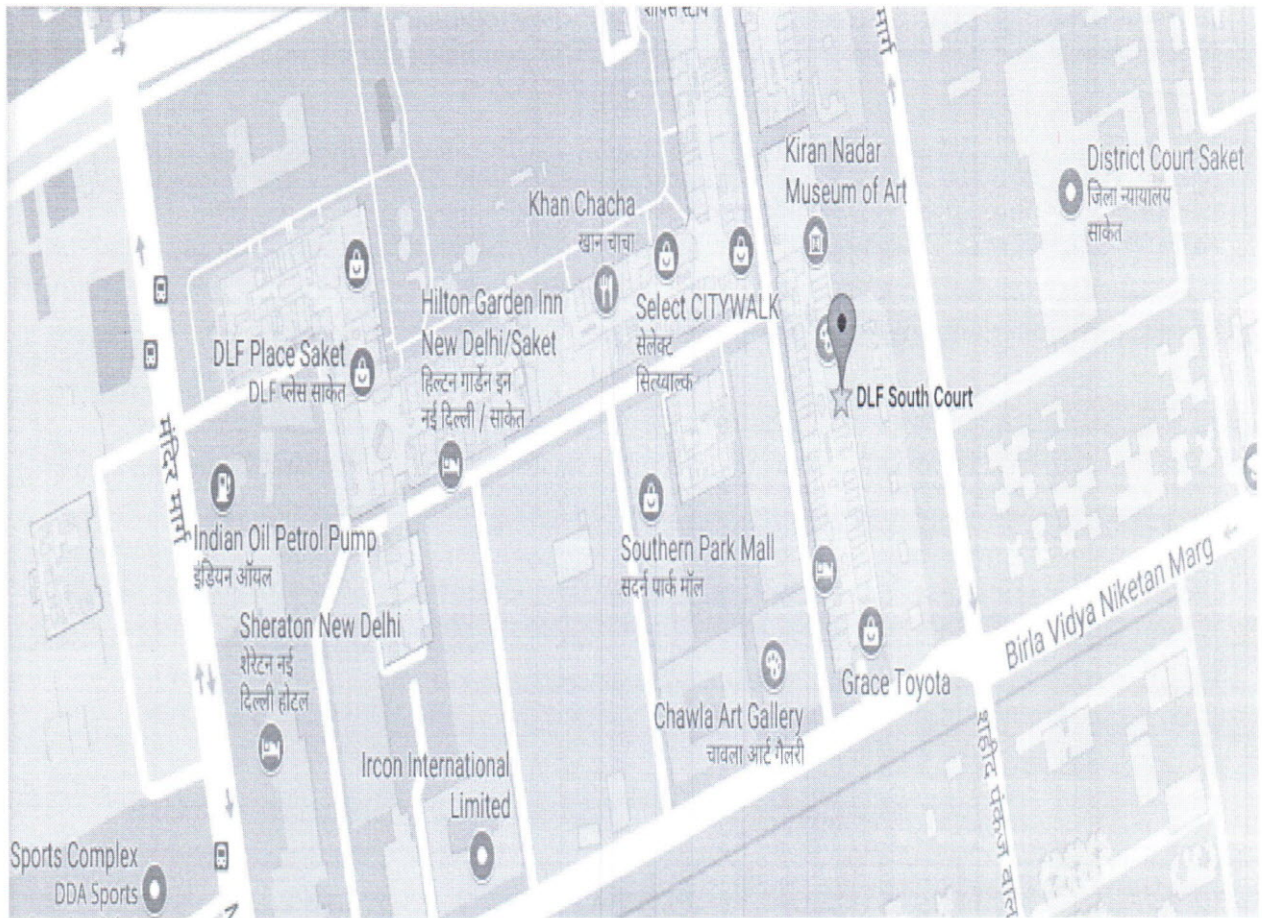 शॉपर्स स्टॉप
मार्ग
Kiran Nadar
Museum of Art
District Court Saket
जिला न्यायालय
साकेत
Khan Chacha
खान चाचा
Hilton Garden Inn
New Delhi/Saket
हिल्टन गार्डन इन
नई दिल्ली / साकेत
Select CITYWALK
सेलेक्ट
सित्य्वाल्क
DLF Place Saket
DLF प्लेस साकेत
DLF South Court
मंदिर मार्ग
Indian Oil Petrol Pump
इंडियन ऑयल
Southern Park Mall
सदर्न पार्क मॉल
Birla Vidya Niketan Marg
Sheraton New Delhi
शेरेटन नई
दिल्ली होटल
Grace Toyota
Chawla Art Gallery
चावला आर्ट गैलरी
शहीद पंकज
Ircon International
Limited
Sports Complex
DDA Sports